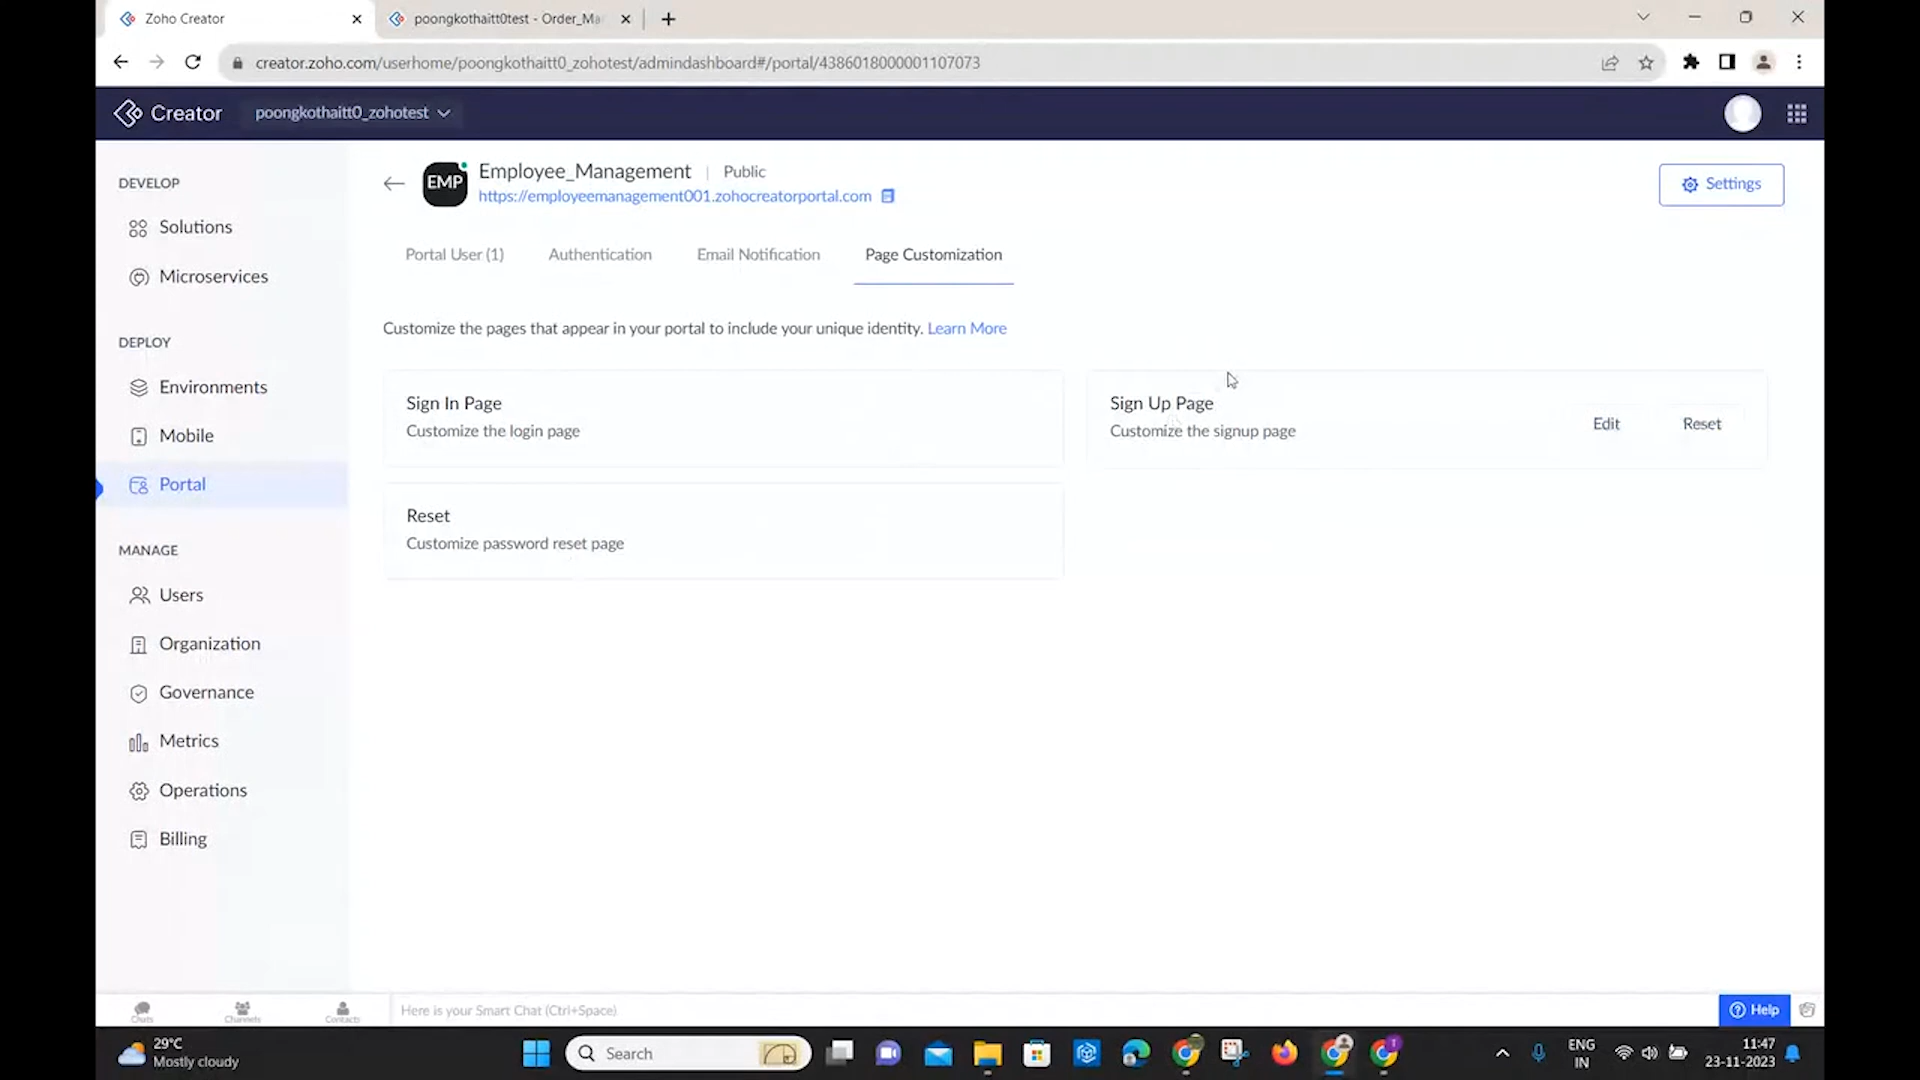 Zoho Creator
poongkothaitt0test - Order_Ma
creator.zoho.com/userhome/poongkothaitt0_zohotest/admindashboard#/portal/4386018000001107073
Creator
poongkothaitt0_zohotest
DEVELOP
Solutions
Microservices
DEPLOY
Environments
Mobile
Portal
MANAGE
Users
Organization
Governance
Metrics
Operations
Billing
EMP
Employee_Management | Public
https://employeemanagement001.zohocreatorportal.com
Settings
Portal User (1)
Authentication
Email Notification
Page Customization
Customize the pages that appear in your portal to include your unique identity. Learn More
Sign In Page
Customize the login page
Sign Up Page
Customize the signup page
Edit
Reset
Reset
Customize password reset page
Chats
Channels
Contacts
Here is your Smart Chat (Ctrl+Space)
Help
29°C
Mostly cloudy
Search
ENG
IN
11:47
23-11-2023